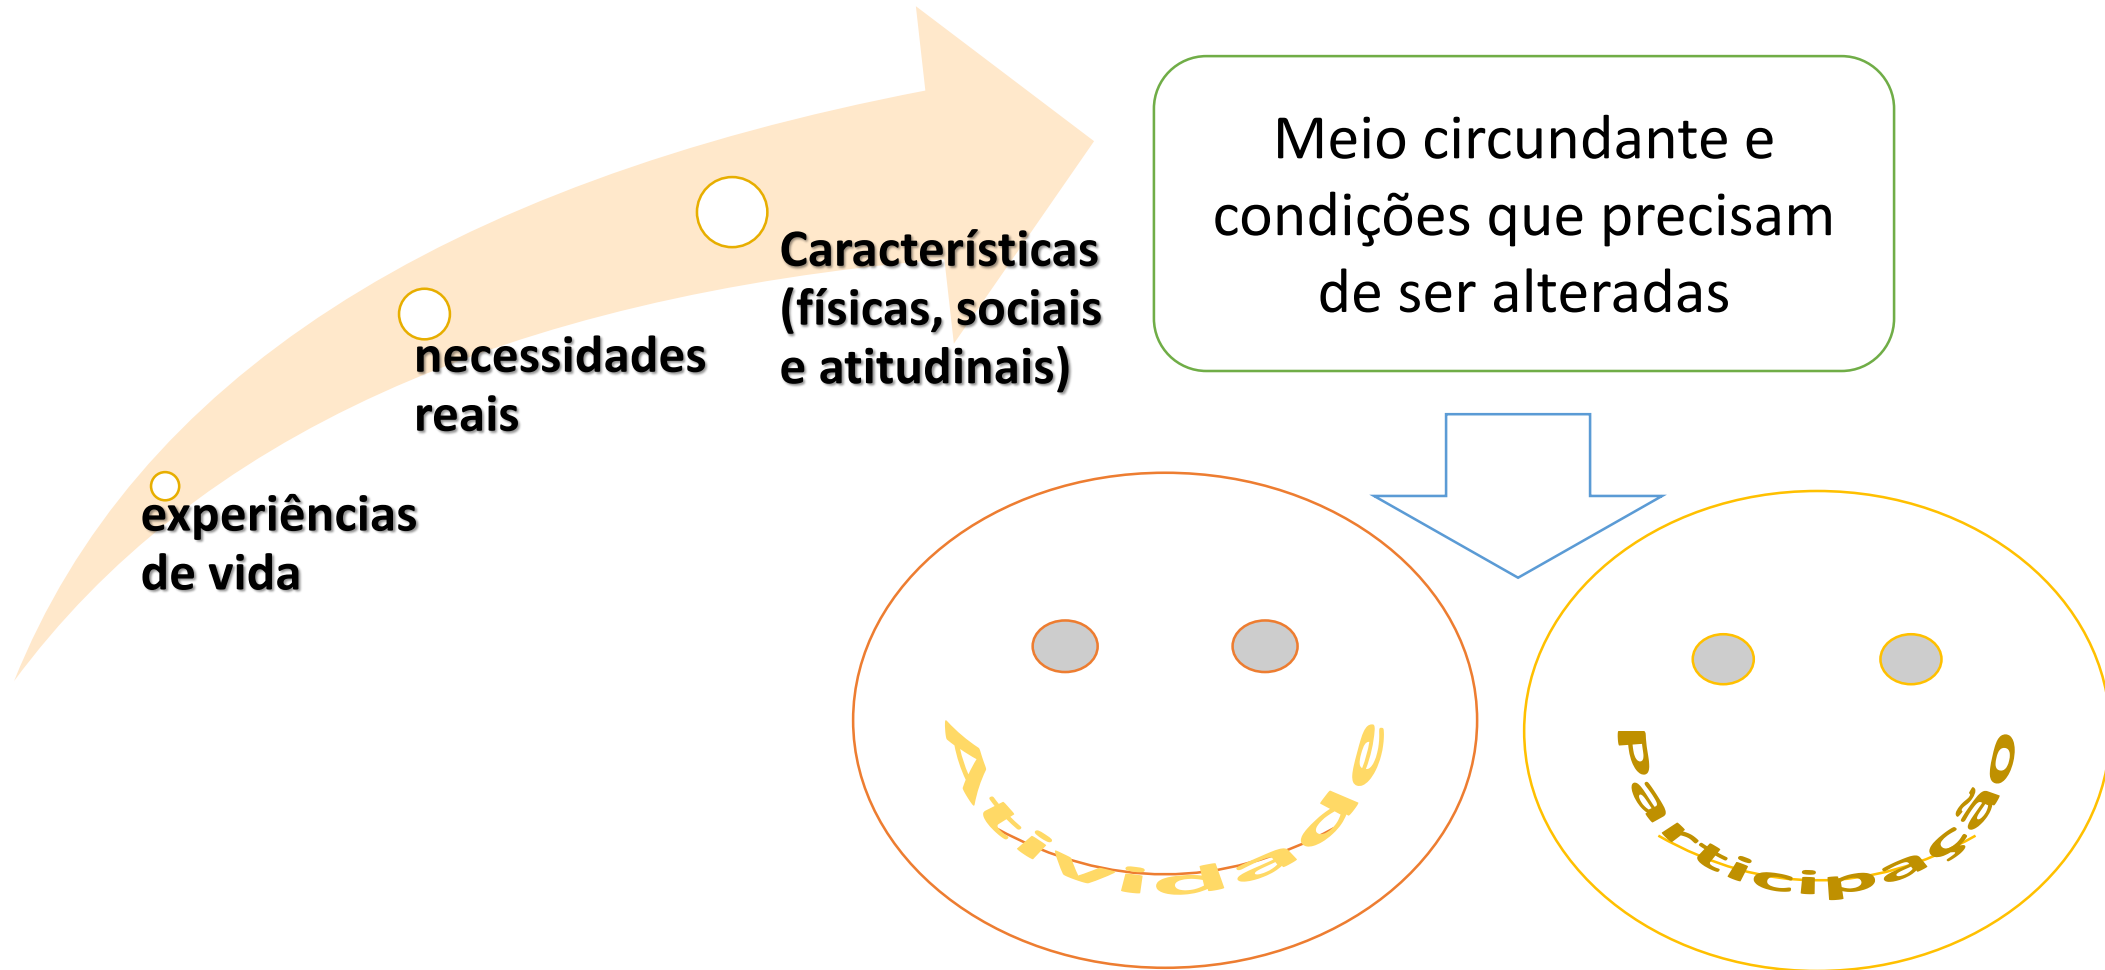 experiências
de vida
necessidades
reais
Características
(físicas, sociais
e atitudinais)
Meio circundante e
condições que precisam
de ser alteradas
Atividade
Participação